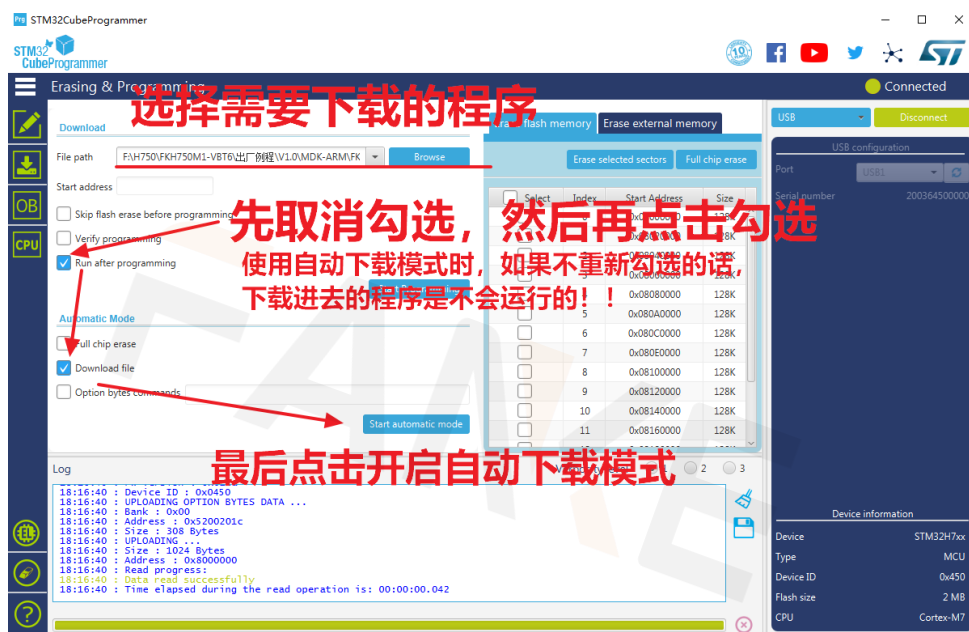 Prg STM32CubeProgrammer
STM32
CubeProgrammer
Erasing & Programming
Connected
选择需要下载的程序
Download
Erase flash memory
Erase external memory
USB
Disconnect
USB configuration
File path
F:\H750\FKH750M1-VBT6\出厂例程\V1.0\MDK-ARM\FK
Browse
Erase selected sectors
Full chip erase
Port
USB1
Start address
Select Index Start Address Size
Serial number
200364500000
Skip flash erase before programming
先取消勾选，然后再点击勾选
Verify programming
Run after programming
使用自动下载模式时，如果不重新勾选的话，
下载进去的程序是不会运行的！！
0x08080000 128K
5 0x080A0000 128K
Automatic Mode
6 0x080C0000 128K
Full chip erase
7 0x080E0000 128K
Download file
8 0x08100000 128K
Option bytes commands
9 0x08120000 128K
10 0x08140000 128K
Start automatic mode
11 0x08160000 128K
最后点击开启自动下载模式
Log
1 2 3
18:16:40 : Device ID : 0x0450
18:16:40 : UPLOADING OPTION BYTES DATA ...
18:16:40 : Bank : 0x00
18:16:40 : Address : 0x5200201c
18:16:40 : Size : 308 Bytes
18:16:40 : UPLOADING ...
18:16:40 : Size : 1024 Bytes
18:16:40 : Address : 0x8000000
18:16:40 : Read progress:
18:16:40 : Data read successfully
18:16:40 : Time elapsed during the read operation is: 00:00:00.042
Device information
Device STM32H7xx
Type MCU
Device ID 0x450
Flash size 2 MB
CPU Cortex-M7
OB
CPU